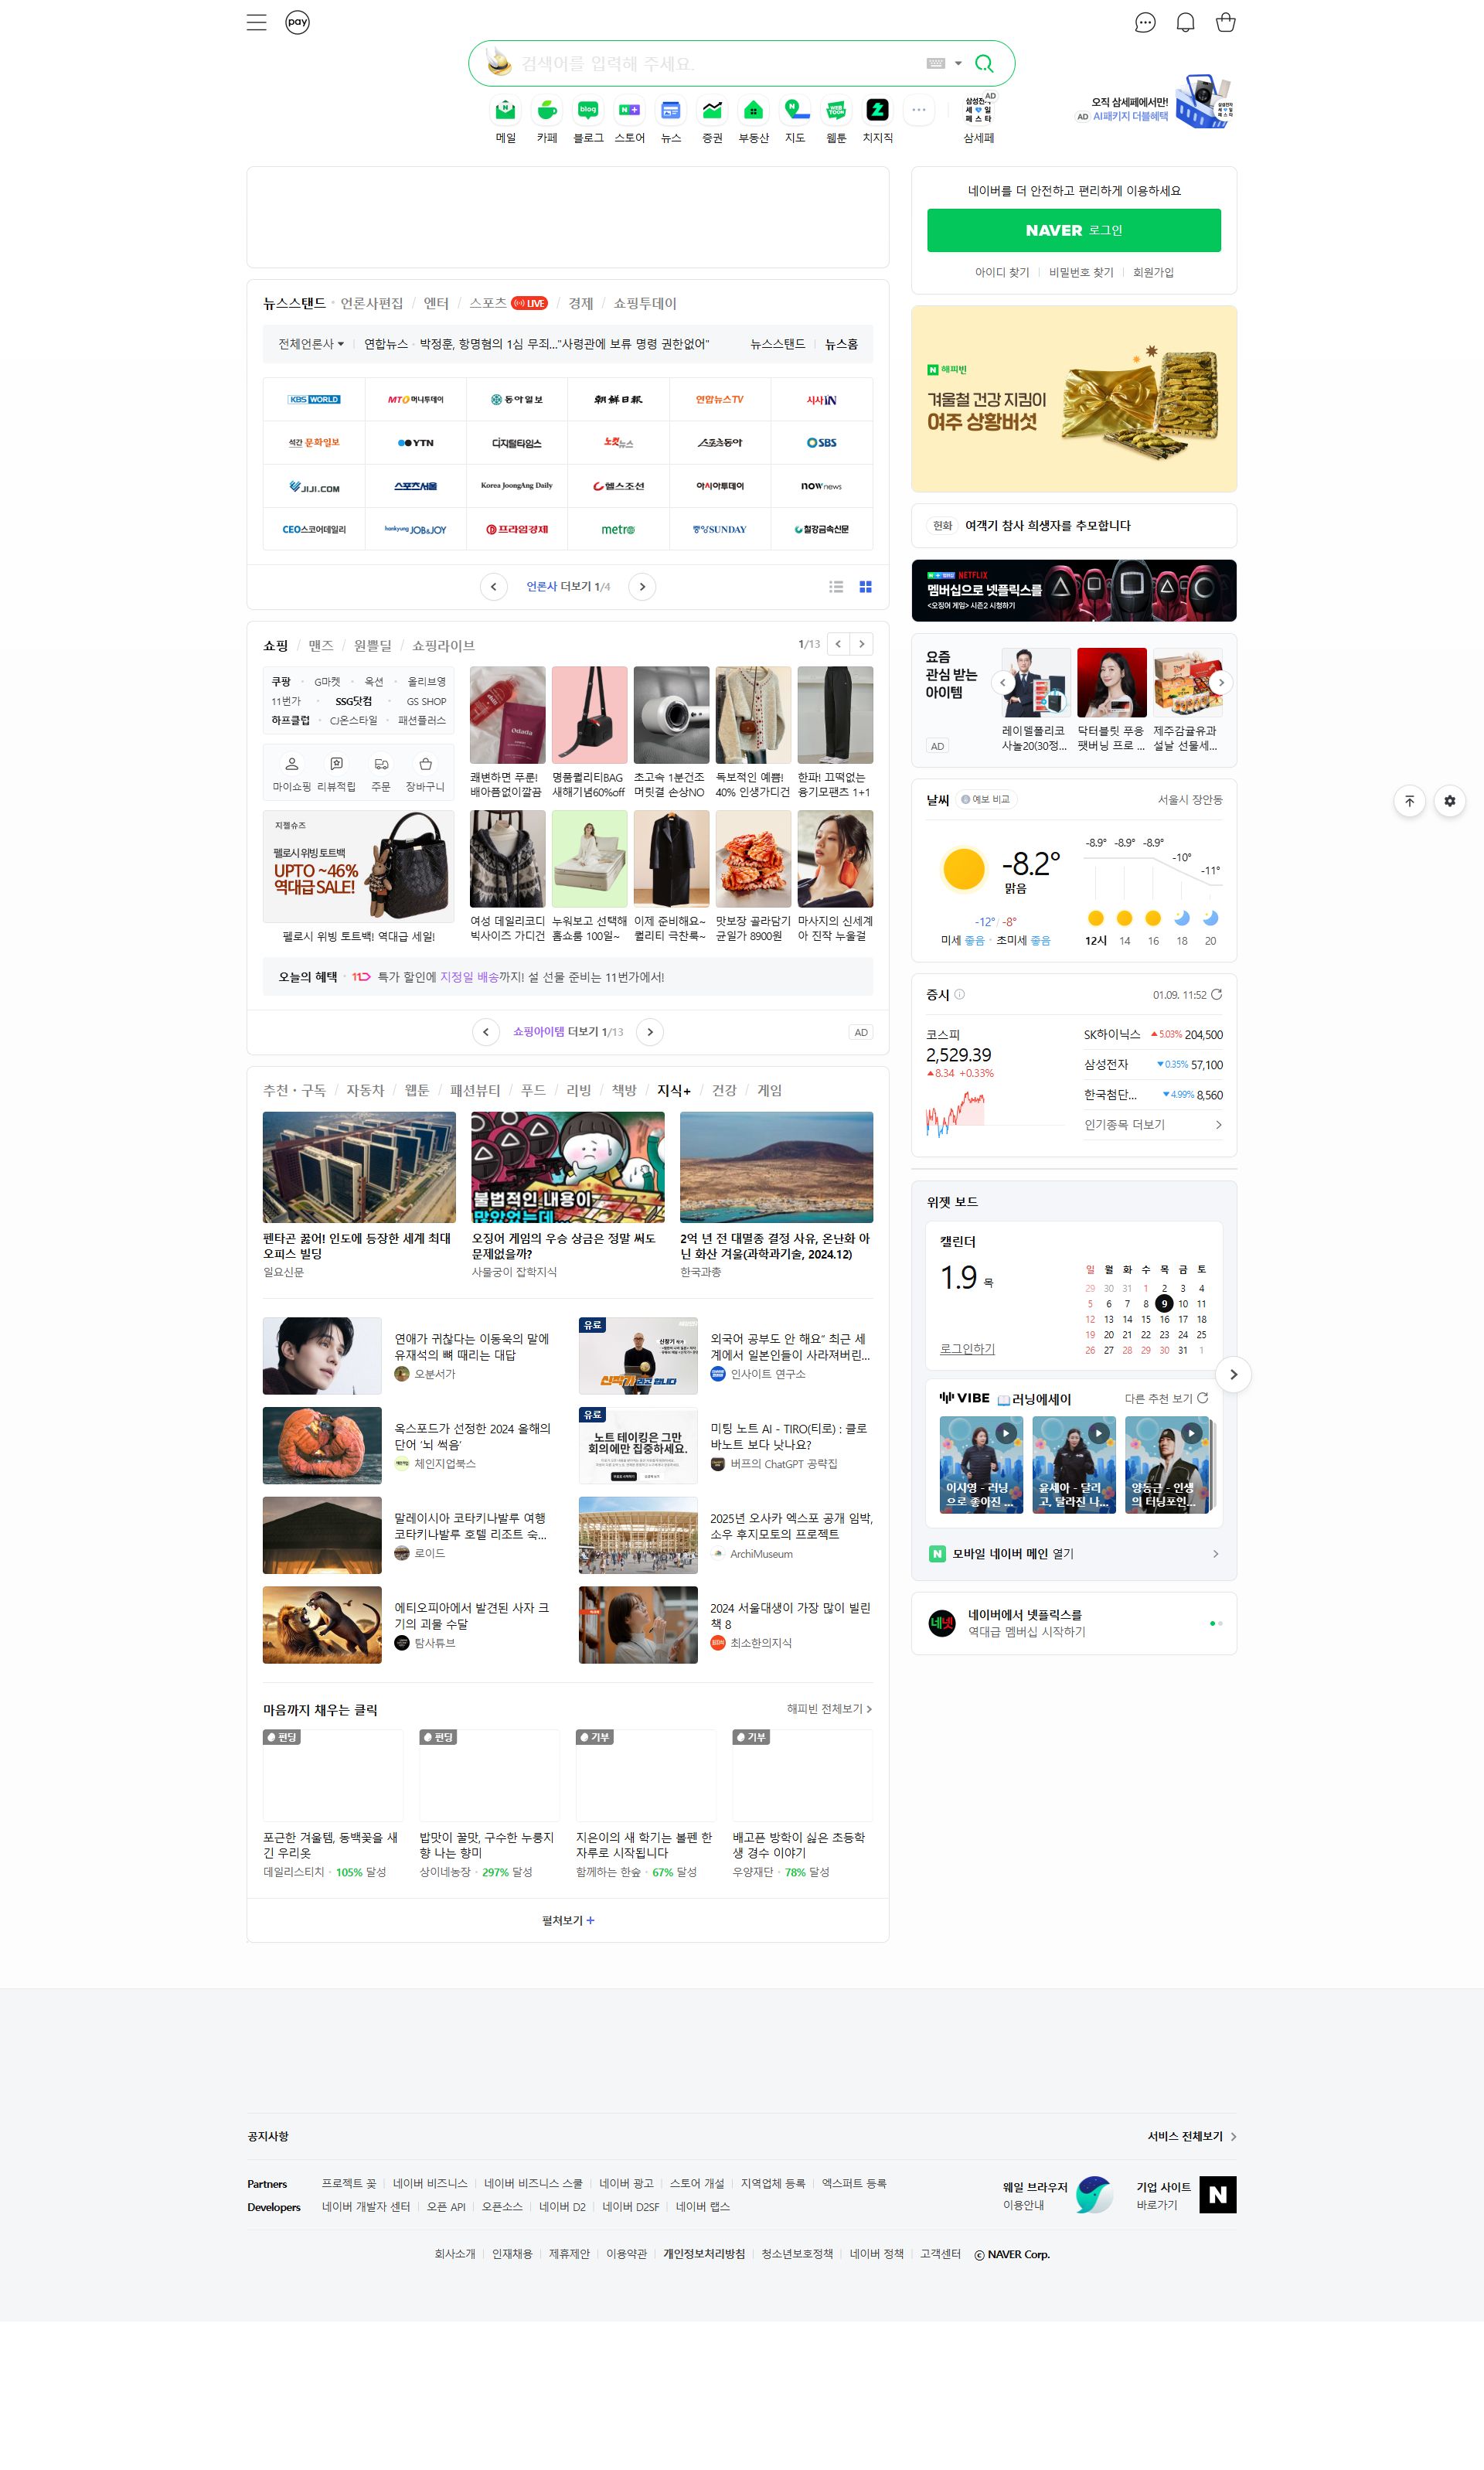 pay
검색어를 입력해 주세요.
메일
카페
blog
블로그
스토어
뉴스
증권
부동산
지도
WEB TOON
웹툰
치지직
AD
삼성전자
세일
페스타
삼세페
오직 삼세페에서만!
AD AI패키지 더블혜택
네이버를 더 안전하고 편리하게 이용하세요
NAVER 로그인
아이디 찾기
비밀번호 찾기
회원가입
뉴스스탠드 · 언론사편집 / 엔터 / 스포츠 LIVE / 경제 / 쇼핑투데이
전체언론사
연합뉴스 · 박정훈, 항명혐의 1심 무죄…"사령관에 보류 명령 권한없어"
뉴스스탠드
뉴스홈
KBS WORLD
MTO 머니투데이
동아일보
朝鮮日報
연합뉴스TV
시사IN
석간 문화일보
YTN
디지털타임스
노컷뉴스
스포츠동아
SBS
JIJI.COM
스포츠서울
Korea JoongAng Daily
헬스조선
아시아투데이
now news
CEO스코어데일리
hankyung JOB&JOY
프라임경제
metro
중앙SUNDAY
철강금속신문
언론사 더보기 1/4
해피빈
겨울철 건강 지킴이
여주 상황버섯
헌화 여객기 참사 희생자를 추모합니다
NETFLIX
멤버십으로 넷플릭스를
<오징어 게임> 시즌2 시청하기
요즘
관심 받는
아이템
AD
레이델폴리코
사놀20(30정...
닥터블릿 푸응
팻버닝 프로 ...
제주감귤유과
설날 선물세...
쇼핑 / 맨즈 / 원쁠딜 / 쇼핑라이브
1/13
쿠팡 · G마켓 · 옥션 · 올리브영
11번가 · SSG닷컴 · GS SHOP
하프클럽 · CJ온스타일 · 패션플러스
마이쇼핑
리뷰적립
주문
장바구니
지젤슈즈
펠로시 위빙 토트백
UPTO ~46%
역대급 SALE!
펠로시 위빙 토트백! 역대급 세일!
Odada
쾌변하면 푸룬!
배아픔없이깔끔
명품퀄리티BAG
새해기념60%off
초고속 1분건조
머릿결 손상NO
독보적인 예쁨!
40% 인생가디건
한파! 끄떡없는
융기모팬츠 1+1
여성 데일리코디
빅사이즈 가디건
누워보고 선택해
홈쇼룸 100일~
이제 준비해요~
퀄리티 극찬룩~
맛보장 골라담기
균일가 8900원
마사지의 신세계
아 진작 누울걸
오늘의 혜택 · 11 특가 할인에 지정일 배송까지! 설 선물 준비는 11번가에서!
쇼핑아이템 더보기 1/13
AD
날씨
예보 비교
서울시 장안동
-8.2°
맑음
-12° / -8°
미세 좋음 · 초미세 좋음
-8.9° -8.9° -8.9° -10° -11°
12시 14 16 18 20
증시
01.09. 11:52
코스피
2,529.39
8.34 +0.33%
SK하이닉스 5.03% 204,500
삼성전자 0.35% 57,100
한국첨단... 4.99% 8,560
인기종목 더보기
추천·구독 / 자동차 / 웹툰 / 패션뷰티 / 푸드 / 리빙 / 책방 / 지식+ / 건강 / 게임
불법적인 내용이
많았었는데...
펜타곤 꿇어! 인도에 등장한 세계 최대
오피스 빌딩
일요신문
오징어 게임의 우승 상금은 정말 써도
문제없을까?
사물궁이 잡학지식
2억 년 전 대멸종 결정 사유, 온난화 아
닌 화산 겨울(과학과기술, 2024.12)
한국과총
연애가 귀찮다는 이동욱의 말에
유재석의 뼈 때리는 대답
오분서가
유료
외국어 공부도 안 해요" 최근 세
계에서 일본인들이 사라져버린...
인사이트 연구소
옥스포드가 선정한 2024 올해의
단어 '뇌 썩음'
체인지업북스
유료
노트 테이킹은 그만
회의에만 집중하세요.
미팅 노트 AI - TIRO(티로) : 클로
바노트 보다 낫나요?
버프의 ChatGPT 공략집
말레이시아 코타키나발루 여행
코타키나발루 호텔 리조트 숙...
로이드
2025년 오사카 엑스포 공개 임박,
소우 후지모토의 프로젝트
ArchiMuseum
에티오피아에서 발견된 사자 크
기의 괴물 수달
탐사튜브
2024 서울대생이 가장 많이 빌린
책 8
최소한의지식
마음까지 채우는 클릭
해피빈 전체보기
펀딩
포근한 겨울템, 동백꽃을 새
긴 우리옷
데일리스티치 · 105% 달성
펀딩
밥맛이 꿀맛, 구수한 누룽지
향 나는 향미
상이네농장 · 297% 달성
기부
지은이의 새 학기는 볼펜 한
자루로 시작됩니다
함께하는 한숲 · 67% 달성
기부
배고픈 방학이 싫은 초등학
생 경수 이야기
우양재단 · 78% 달성
펼쳐보기
위젯 보드
캘린더
1.9 목
로그인하기
일 월 화 수 목 금 토
29 30 31 1 2 3 4
5 6 7 8 9 10 11
12 13 14 15 16 17 18
19 20 21 22 23 24 25
26 27 28 29 30 31 1
VIBE 러닝에세이
다른 추천 보기
이시영 - 러닝
으로 좋아진 ...
윤세아 - 달리
고, 달라진 나...
양동근 - 인생
의 터닝포인...
N 모바일 네이버 메인 열기
네넷
네이버에서 넷플릭스를
역대급 멤버십 시작하기
공지사항
서비스 전체보기
Partners 프로젝트 꽃 네이버 비즈니스 네이버 비즈니스 스쿨 네이버 광고 스토어 개설 지역업체 등록 엑스퍼트 등록
Developers 네이버 개발자 센터 오픈 API 오픈소스 네이버 D2 네이버 D2SF 네이버 랩스
웨일 브라우저
이용안내
기업 사이트
바로가기
N
회사소개 인재채용 제휴제안 이용약관 개인정보처리방침 청소년보호정책 네이버 정책 고객센터 ⓒ NAVER Corp.